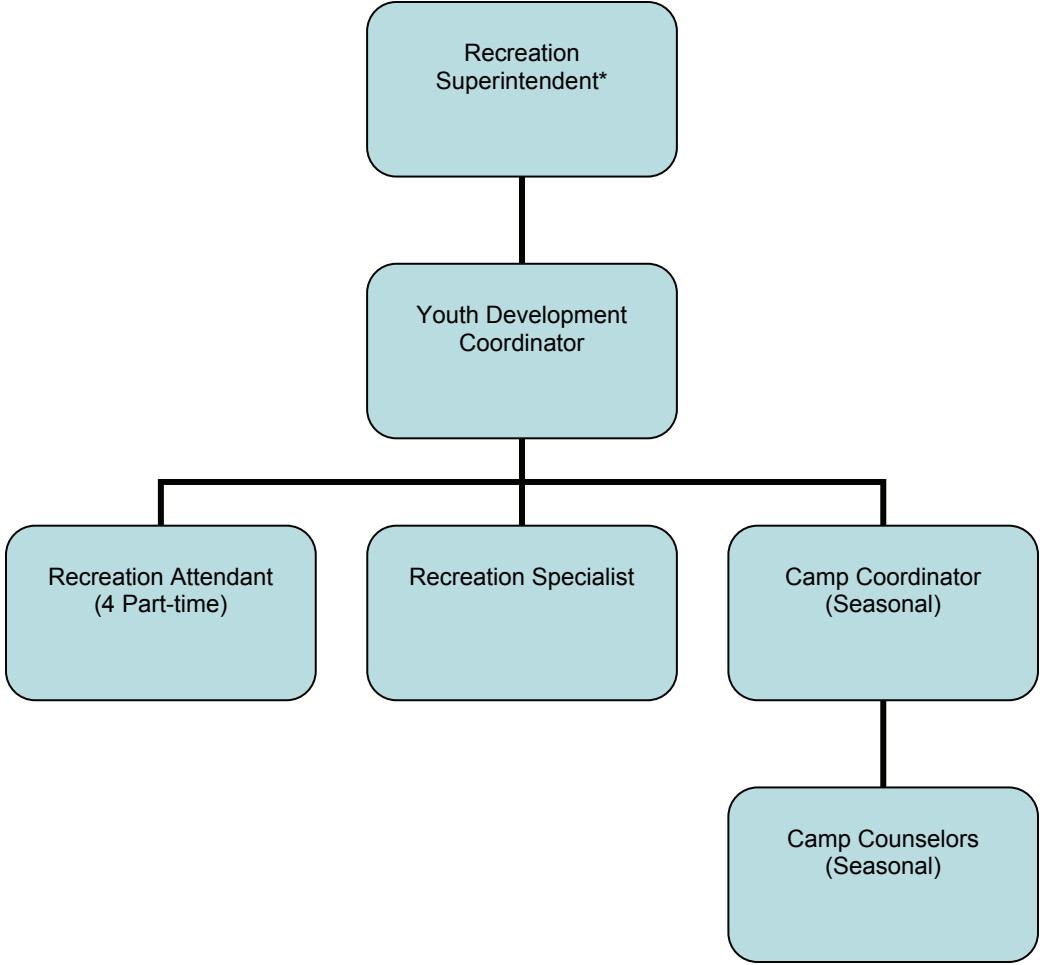 Recreation
Superintendent*
Youth Development
Coordinator
Recreation Attendant
(4 Part-time)
Recreation Specialist
Camp Coordinator
(Seasonal)
Camp Counselors
(Seasonal)